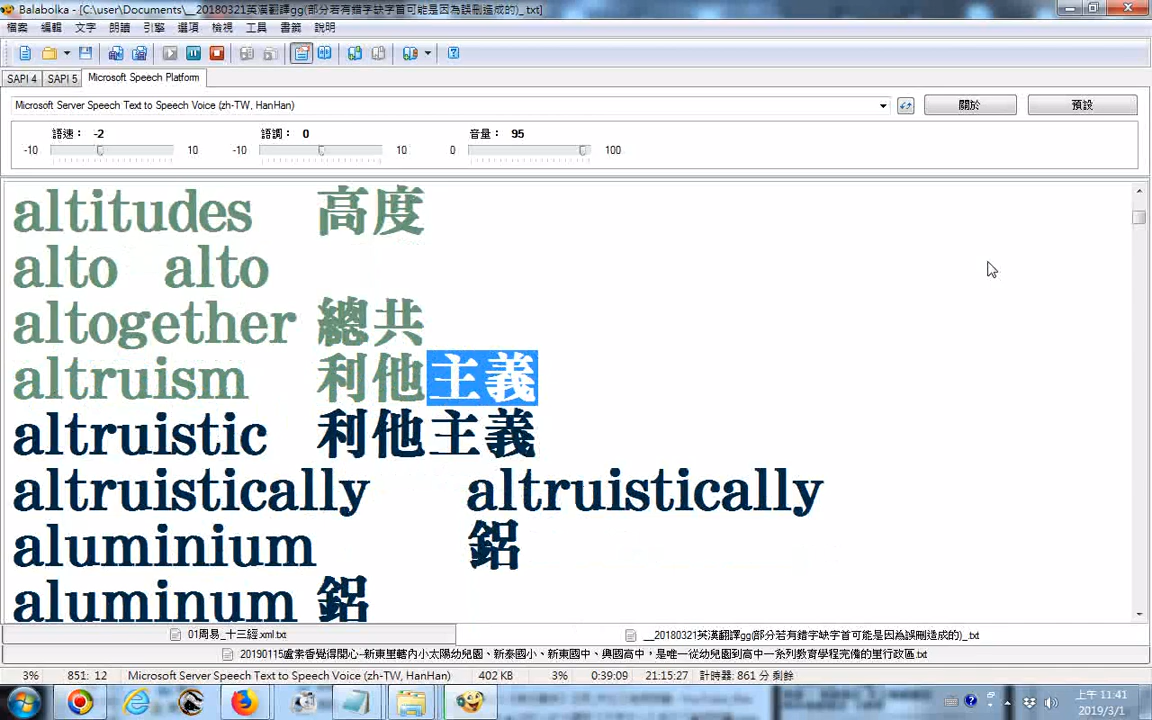 Balabolka - [C:\user\Documents\__20180321英漢翻譯gg(部分若有錯字缺字首可能是因為誤刪造成的)_.txt]
檔案 編輯 文字 朗讀 引擎 選項 檢視 工具 書籤 說明
SAPI 4 SAPI 5 Microsoft Speech Platform
Microsoft Server Speech Text to Speech Voice (zh-TW, HanHan) 關於 預設
語速： -2 語調： 0 音量： 95
-10 10 -10 10 0 100
altitudes 高度
alto alto
altogether 總共
altruism 利他主義
altruistic 利他主義
altruistically altruistically
aluminium 鋁
aluminum 鋁
01周易_十三經.xml.txt __20180321英漢翻譯gg(部分若有錯字缺字首可能是因為誤刪造成的)_.txt
20190115盧素香覺得開心-新東里轄內小太陽幼兒園、新泰國小、新東國中、興國高中，是唯一從幼兒園到高中一系列教育學程完備的里行政區.txt
3% 851: 12 Microsoft Server Speech Text to Speech Voice (zh-TW, HanHan) 402 KB 3% 0:39:09 21:15:27 計時器: 861 分 剩餘
上午 11:41
2019/3/1